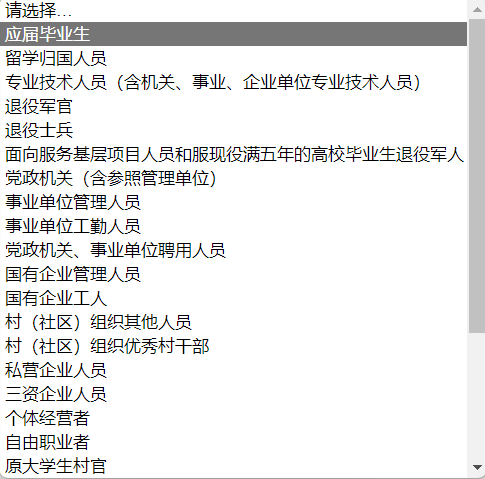 请选择...
应届毕业生
留学归国人员
专业技术人员（含机关、事业、企业单位专业技术人员）
退役军官
退役士兵
面向服务基层项目人员和服现役满五年的高校毕业生退役军人
党政机关（含参照管理单位）
事业单位管理人员
事业单位工勤人员
党政机关、事业单位聘用人员
国有企业管理人员
国有企业工人
村（社区）组织其他人员
村（社区）组织优秀村干部
私营企业人员
三资企业人员
个体经营者
自由职业者
原大学生村官